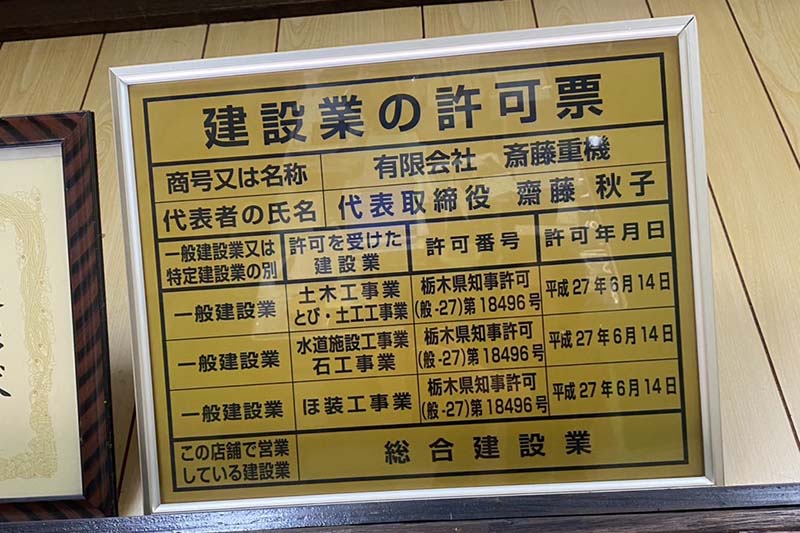 建設業の許可票
商号又は名称 有限会社 斎藤重機
代表者の氏名 代表取締役 齋藤 秋子
一般建設業又は
特定建設業の別
許可を受けた
建設業
許可番号
許可年月日
一般建設業
土木工事業
とび・土工工事業
栃木県知事許可
(般-27)第18496号
平成27年6月14日
一般建設業
水道施設工事業
石工事業
栃木県知事許可
(般-27)第18496号
平成27年6月14日
一般建設業
ほ装工事業
栃木県知事許可
(般-27)第18496号
平成27年6月14日
この店舗で営業
している建設業
総合建設業